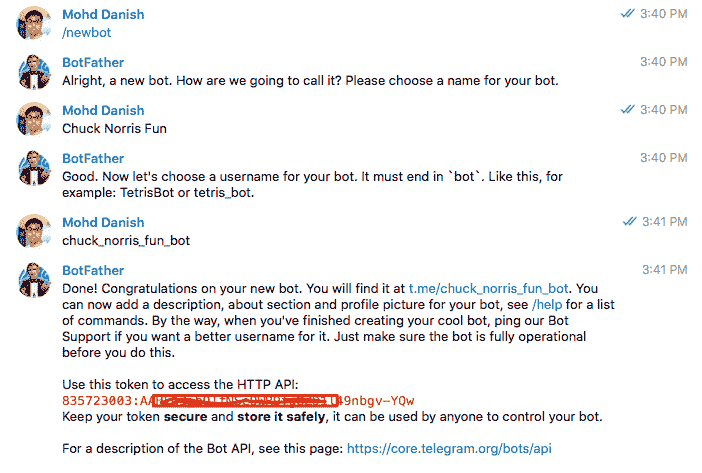 Mohd Danish 3:40 PM
/newbot
BotFather 3:40 PM
Alright, a new bot. How are we going to call it? Please choose a name for your bot.
Mohd Danish 3:40 PM
Chuck Norris Fun
BotFather 3:40 PM
Good. Now let's choose a username for your bot. It must end in `bot`. Like this, for
example: TetrisBot or tetris_bot.
Mohd Danish 3:41 PM
chuck_norris_fun_bot
BotFather 3:41 PM
Done! Congratulations on your new bot. You will find it at t.me/chuck_norris_fun_bot. You
can now add a description, about section and profile picture for your bot, see /help for a list
of commands. By the way, when you've finished creating your cool bot, ping our Bot
Support if you want a better username for it. Just make sure the bot is fully operational
before you do this.
Use this token to access the HTTP API:
835723003:AA 49nbgv-YQw
Keep your token secure and store it safely, it can be used by anyone to control your bot.
For a description of the Bot API, see this page: https://core.telegram.org/bots/api